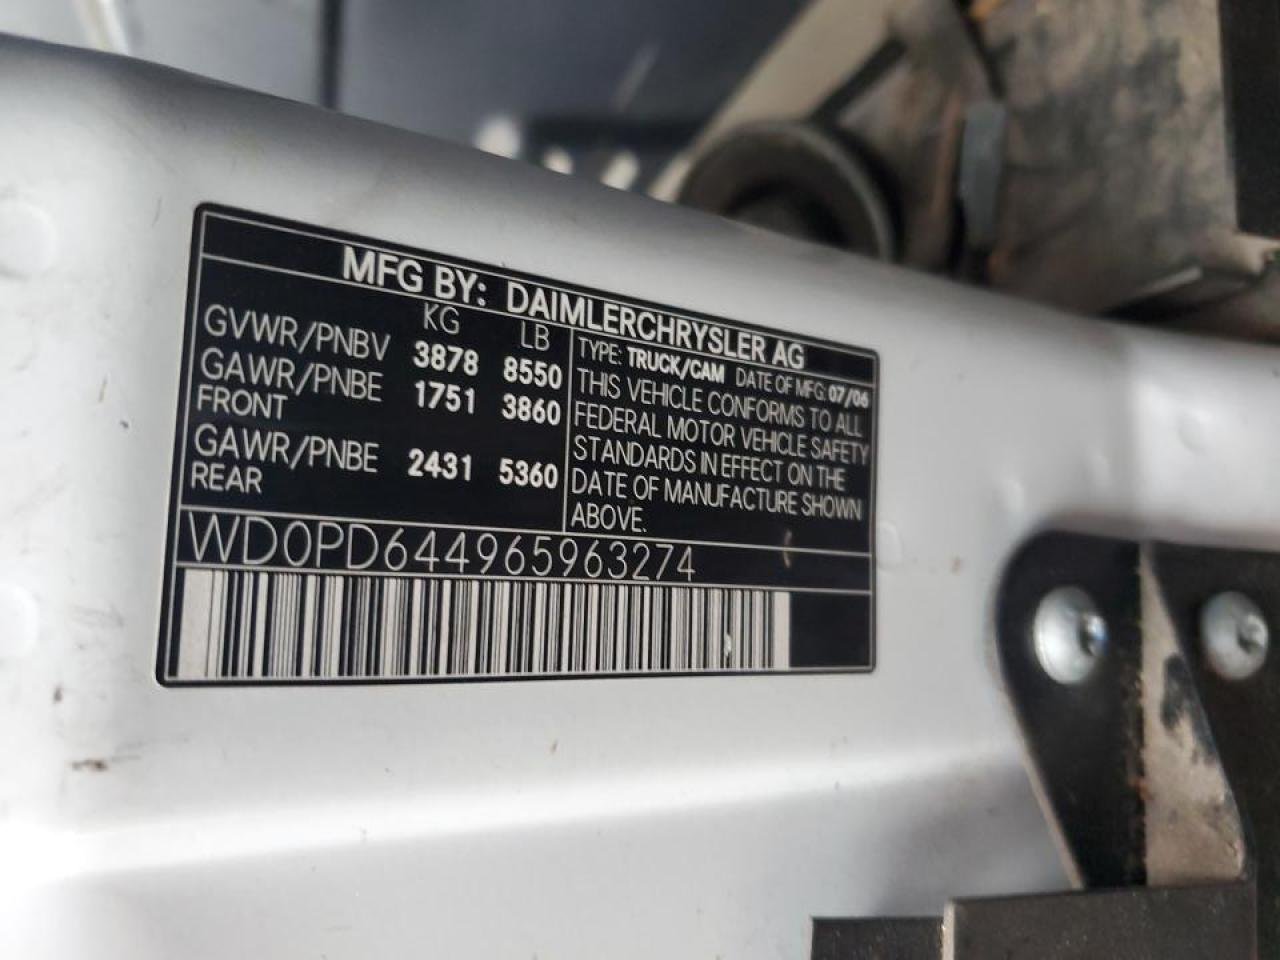 MFG BY: DAIMLERCHRYSLER AG
KG LB
GVWR/PNBV 3878 8550
GAWR/PNBE 1751 3860
FRONT
GAWR/PNBE 2431 5360
REAR
TYPE: TRUCK/CAM DATE OF MFG: 07/06
THIS VEHICLE CONFORMS TO ALL
FEDERAL MOTOR VEHICLE SAFETY
STANDARDS IN EFFECT ON THE
DATE OF MANUFACTURE SHOWN
ABOVE.
WD0PD644965963274